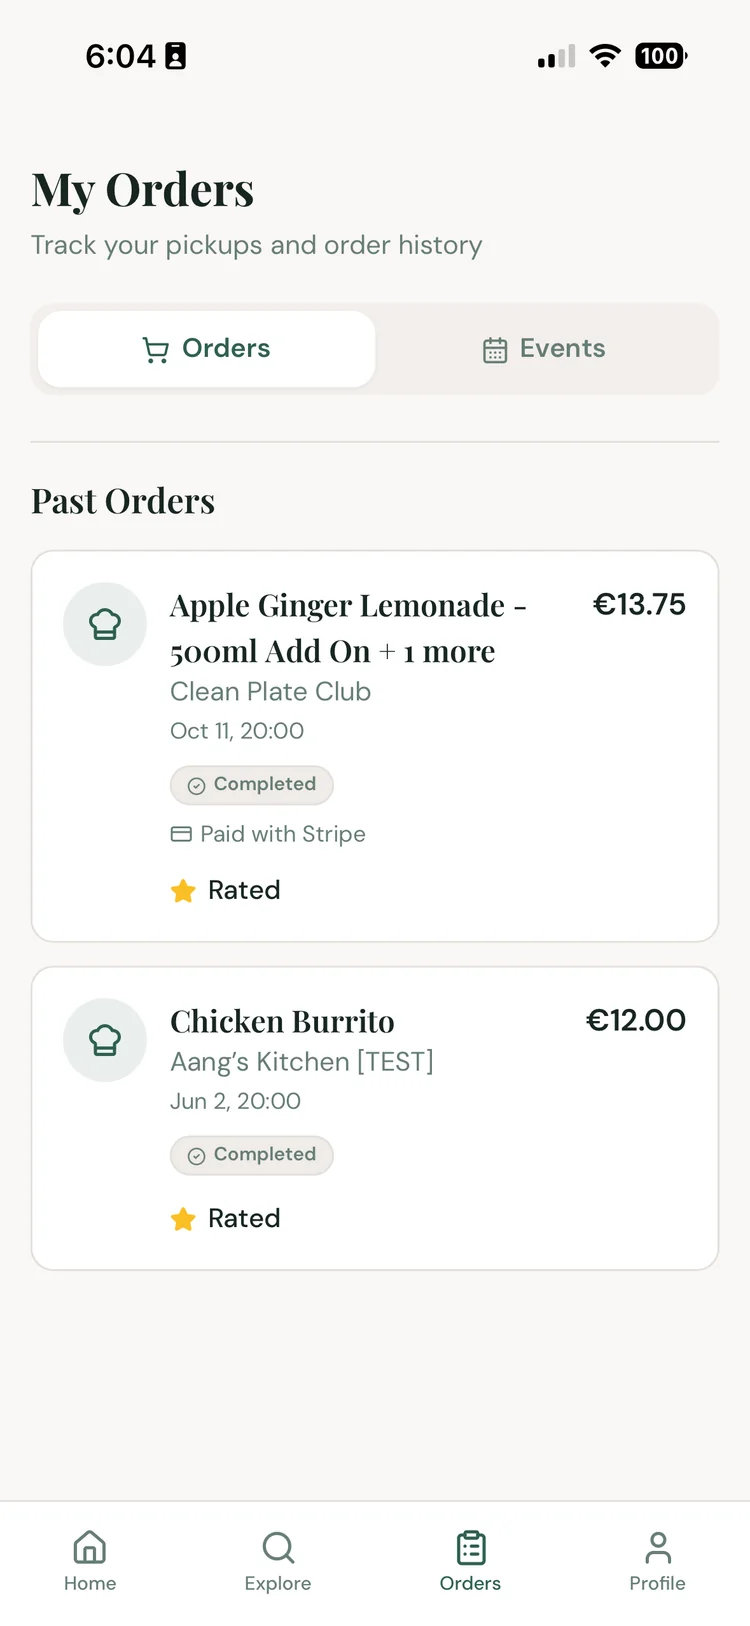 6:04
100
My Orders
Track your pickups and order history
Orders
Events
Past Orders
Apple Ginger Lemonade -
€13.75
500ml Add On + 1 more
Clean Plate Club
Oct 11, 20:00
Completed
Paid with Stripe
Rated
Chicken Burrito
€12.00
Aang’s Kitchen [TEST]
Jun 2, 20:00
Completed
Rated
Home
Explore
Orders
Profile